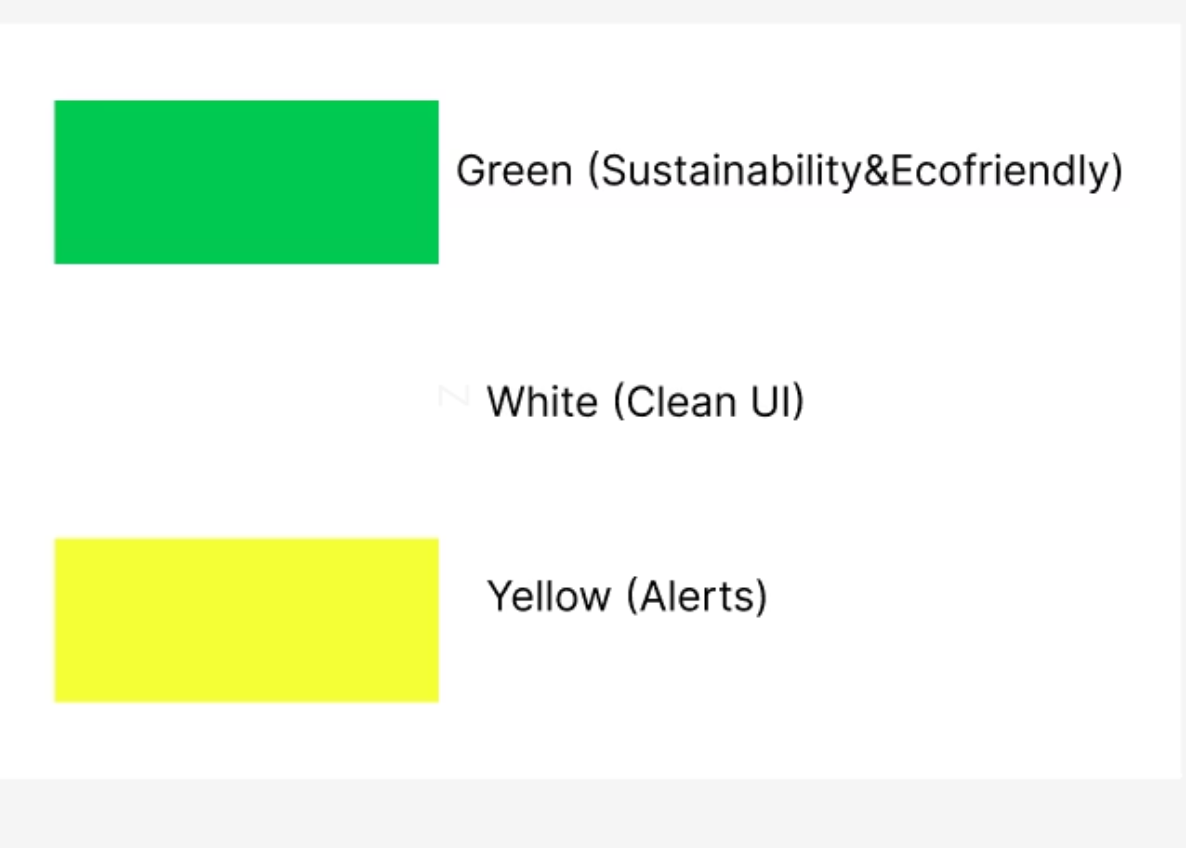 Green (Sustainability&Ecofriendly)
White (Clean UI)
Yellow (Alerts)